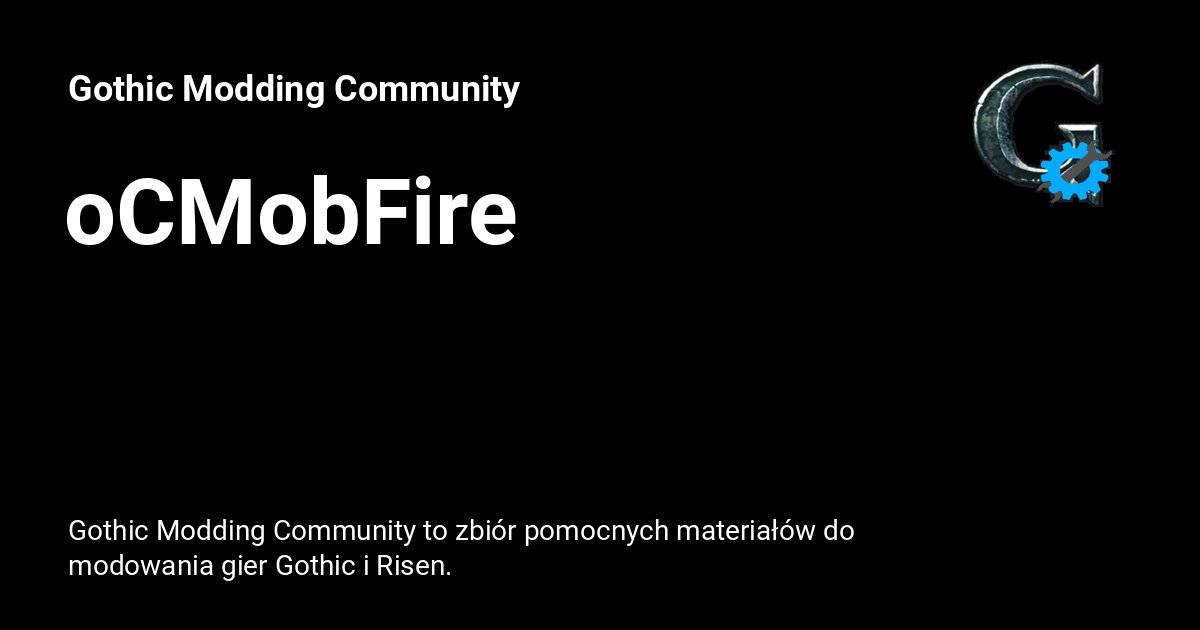 Gothic Modding Community
oCMobFire
Gothic Modding Community to zbiór pomocnych materiałów do
modowania gier Gothic i Risen.